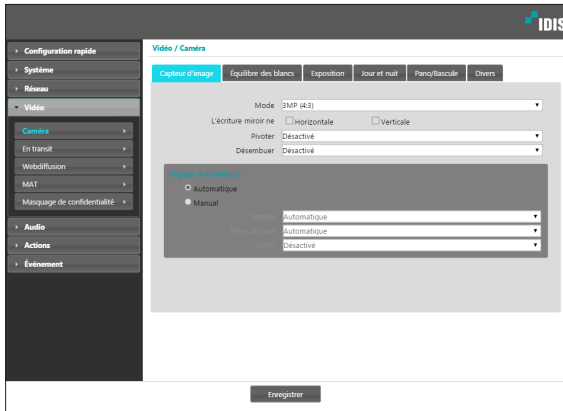 IDIS
Configuration rapide
Système
Réseau
Vidéo
Caméra
En transit
Webdiffusion
MAT
Masquage de confidentialité
Audio
Actions
Événement
Vidéo / Caméra
Capteur d'image Équilibre des blancs Exposition Jour et nuit Pano/Bascule Divers
Mode 3MP (4:3)
L'écriture miroir ne Horizontale Verticale
Pivoter Désactivé
Désembuer Désactivé
Automatique
Manual
Automatique
Automatique
Désactivé
Enregistrer